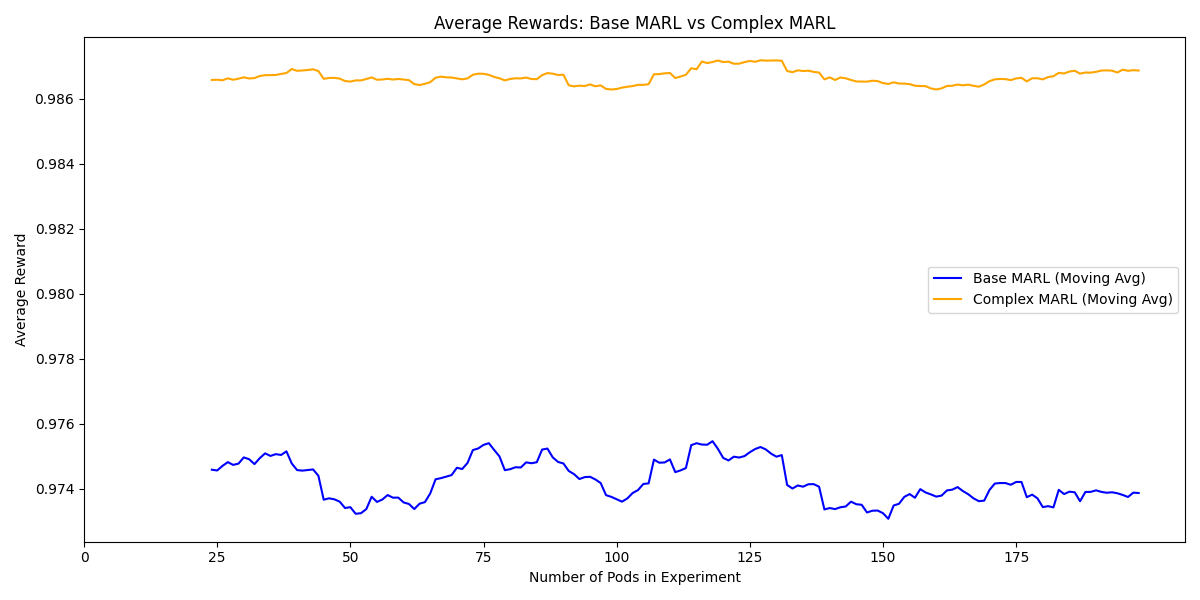 Average Rewards: Base MARL vs Complex MARL
Average Reward
0.986
0.984
0.982
0.980
0.978
0.976
0.974
Base MARL (Moving Avg)
Complex MARL (Moving Avg)
0 25 50 75 100 125 150 175
Number of Pods in Experiment